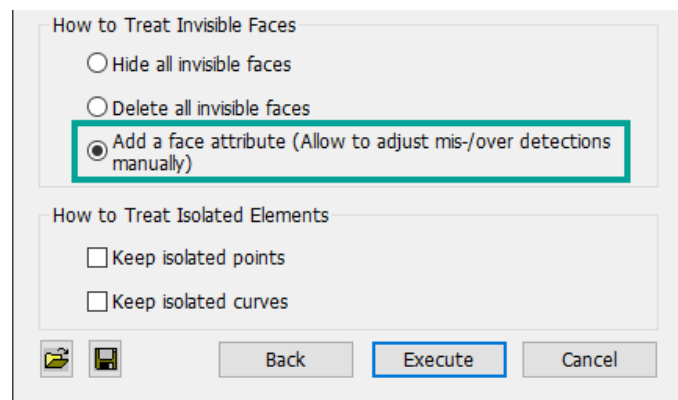 How to Treat Invisible Faces
Hide all invisible faces
Delete all invisible faces
Add a face attribute (Allow to adjust mis-/over detections
manually)
How to Treat Isolated Elements
Keep isolated points
Keep isolated curves
Back Execute Cancel